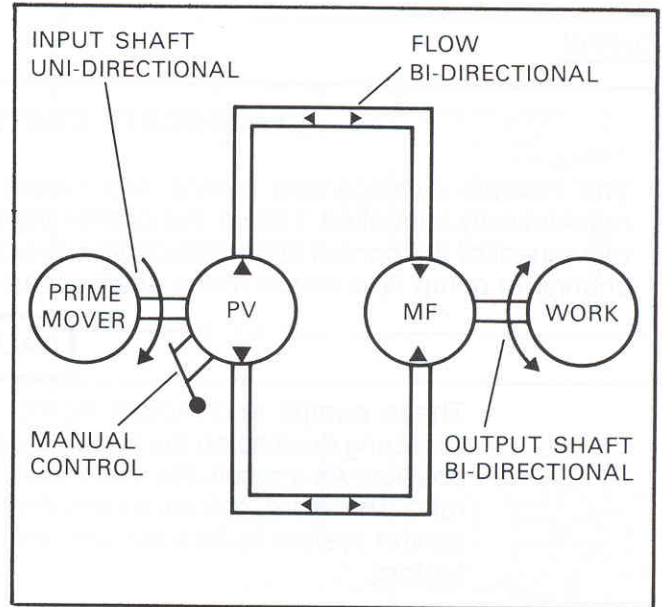 INPUT SHAFT
UNI-DIRECTIONAL
FLOW
BI-DIRECTIONAL
PRIME
MOVER
PV
MF
WORK
MANUAL
CONTROL
OUTPUT SHAFT
BI-DIRECTIONAL